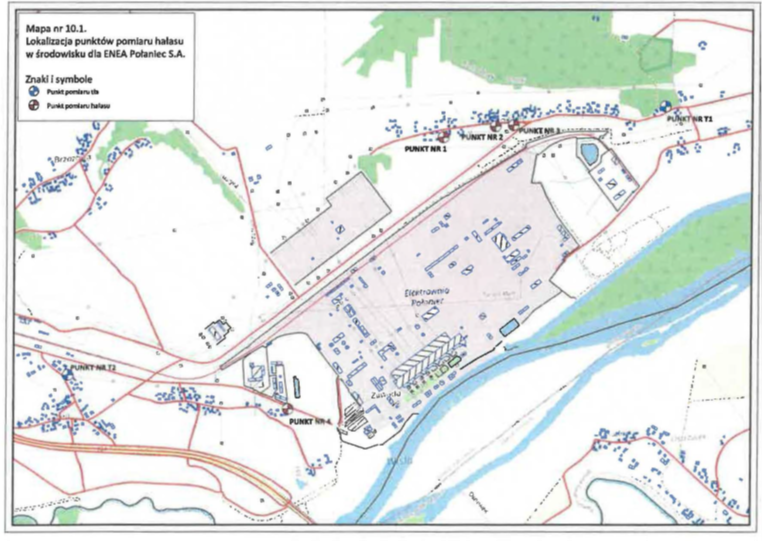 Mapa nr 10.1.
Lokalizacja punktów pomiaru hałasu
w środowisku dla ENEA Połaniec S.A.
Znaki i symbole
Punkt pomiaru tła
Punkt pomiaru hałasu
PUNKT NR T1
PUNKT NR 1
PUNKT NR 2
PUNKT NR 3
Elektrownia
Połaniec
PUNKT NR T2
PUNKT NR 4